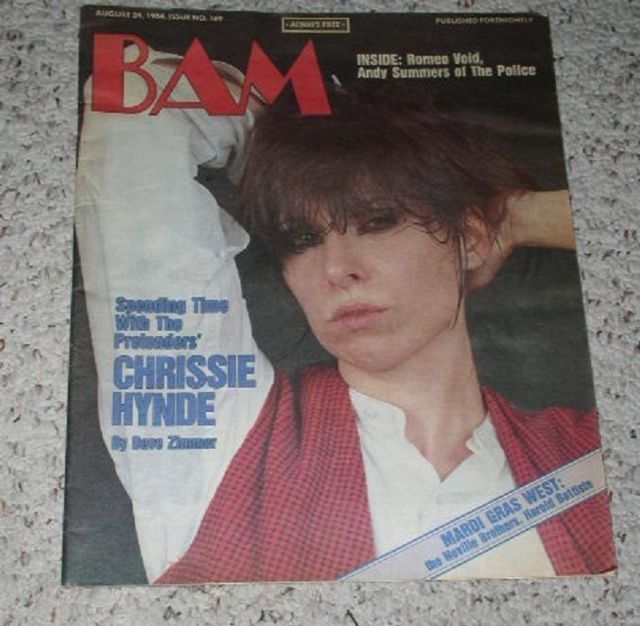 AUGUST 24, 1984, ISSUE NO. 189
- ALWAYS FREE -
PUBLISHED FORTNIGHTLY
BAM
INSIDE: Romeo Void,
Andy Summers of The Police
Spending Time
With The
Pretenders'
CHRISSIE
HYNDE
By Dave Zimmer
MARDI GRAS WEST:
the Neville Brothers, Harold Battiste